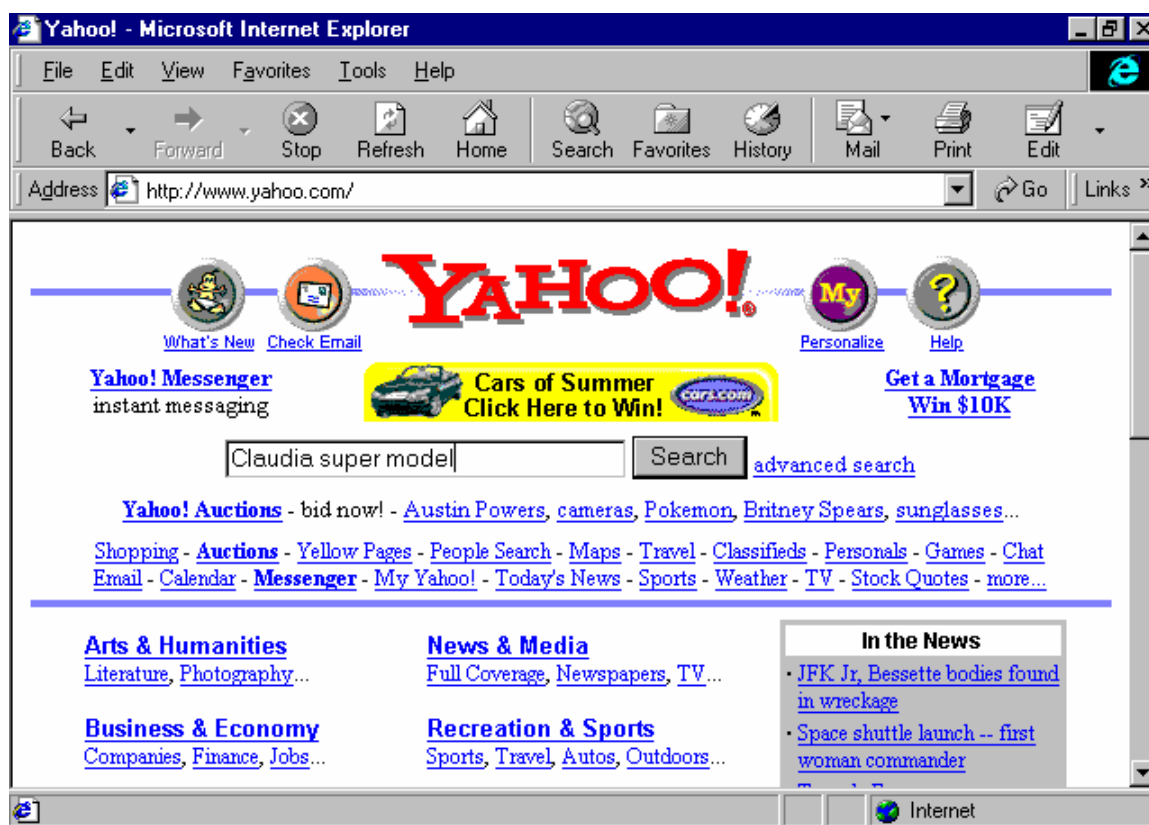 Yahoo! - Microsoft Internet Explorer
File Edit View Favorites Tools Help
Back Forward Stop Refresh Home Search Favorites History Mail Print Edit
Address http://www.yahoo.com/ Go Links »
YAHOO!®
My
What's New Check Email Personalize Help
Yahoo! Messenger
instant messaging
Cars of Summer
Click Here to Win!
cars.com
Get a Mortgage
Win $10K
Claudia super model Search advanced search
Yahoo! Auctions - bid now! - Austin Powers, cameras, Pokemon, Britney Spears, sunglasses...
Shopping - Auctions - Yellow Pages - People Search - Maps - Travel - Classifieds - Personals - Games - Chat
Email - Calendar - Messenger - My Yahoo! - Today's News - Sports - Weather - TV - Stock Quotes - more...
Arts & Humanities
Literature, Photography...
News & Media
Full Coverage, Newspapers, TV...
Business & Economy
Companies, Finance, Jobs...
Recreation & Sports
Sports, Travel, Autos, Outdoors...
In the News
· JFK Jr, Bessette bodies found
in wreckage
· Space shuttle launch -- first
woman commander
Internet